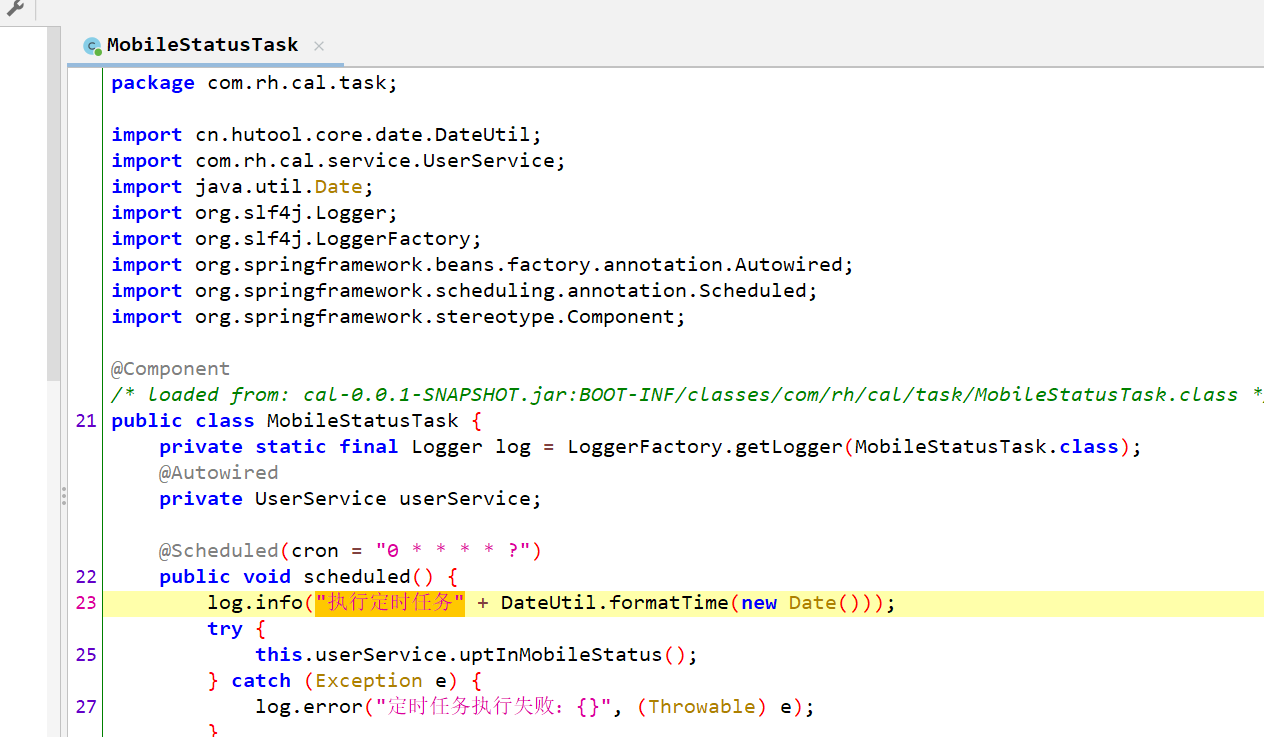 MobileStatusTask ×
package com.rh.cal.task;
import cn.hutool.core.date.DateUtil;
import com.rh.cal.service.UserService;
import java.util.Date;
import org.slf4j.Logger;
import org.slf4j.LoggerFactory;
import org.springframework.beans.factory.annotation.Autowired;
import org.springframework.scheduling.annotation.Scheduled;
import org.springframework.stereotype.Component;
@Component
/* loaded from: cal-0.0.1-SNAPSHOT.jar:BOOT-INF/classes/com/rh/cal/task/MobileStatusTask.class *
21 public class MobileStatusTask {
private static final Logger log = LoggerFactory.getLogger(MobileStatusTask.class);
@Autowired
private UserService userService;
@Scheduled(cron = "0 * * * * ?")
22 public void scheduled() {
23 log.info("执行定时任务" + DateUtil.formatTime(new Date()));
try {
25 this.userService.uptInMobileStatus();
} catch (Exception e) {
27 log.error("定时任务执行失败: {}", (Throwable) e);
}